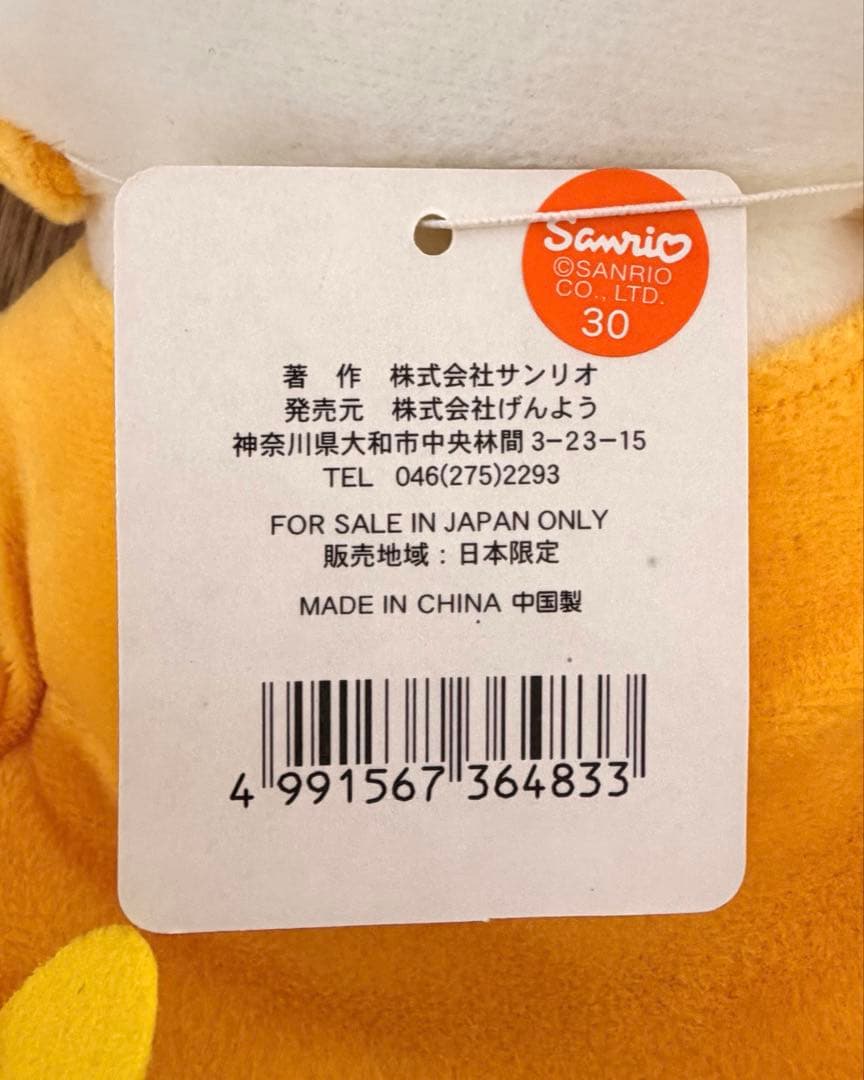 Sanrio
©SANRIO
CO., LTD.
30
著　作　株式会社サンリオ
発売元　株式会社げんよう
神奈川県大和市中央林間3-23-15
TEL　046(275)2293
FOR SALE IN JAPAN ONLY
販売地域：日本限定
MADE IN CHINA 中国製
4 991567 364833